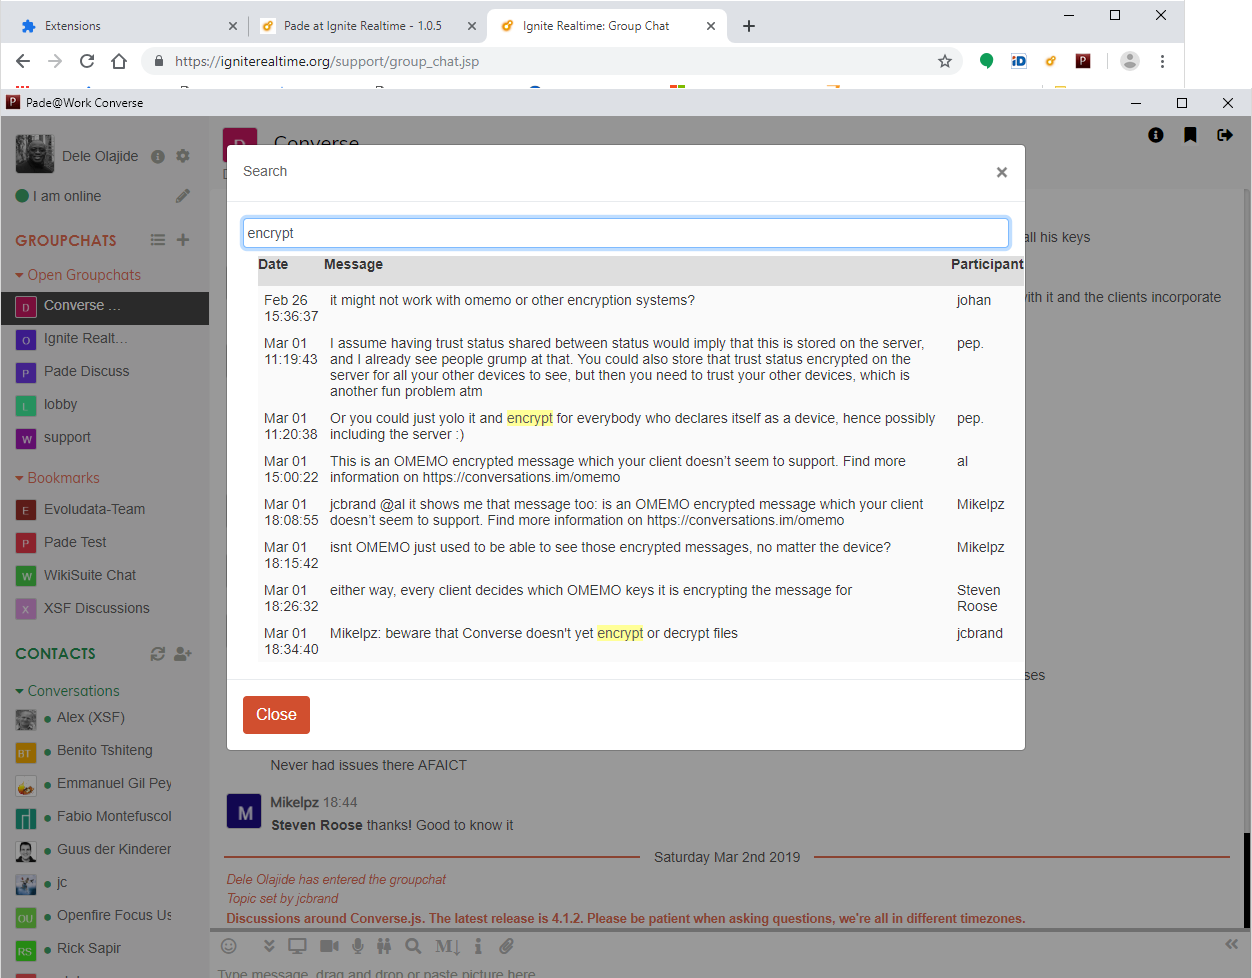 Extensions
Pade at Ignite Realtime - 1.0.5
Ignite Realtime: Group Chat
https://igniterealtime.org/support/group_chat.jsp
Pade@Work Converse
Dele Olajide
I am online
GROUPCHATS
Open Groupchats
D Converse ...
O Ignite Realt...
P Pade Discuss
L lobby
W support
Bookmarks
E Evoludata-Team
P Pade Test
W WikiSuite Chat
X XSF Discussions
CONTACTS
Conversations
Alex (XSF)
BT Benito Tshiteng
Emmanuel Gil Pey
Fabio Montefuscol
Guus der Kinderer
jc
OU Openfire Focus Us
RS Rick Sapir
Converse
all his keys
with it and the clients incorporate
Search
encrypt
Date Message Participant
Feb 26 it might not work with omemo or other encryption systems? johan
15:36:37
Mar 01 I assume having trust status shared between status would imply that this is stored on the server, pep.
11:19:43 and I already see people grump at that. You could also store that trust status encrypted on the
server for all your other devices to see, but then you need to trust your other devices, which is
another fun problem atm
Mar 01 Or you could just yolo it and encrypt for everybody who declares itself as a device, hence possibly pep.
11:20:38 including the server :)
Mar 01 This is an OMEMO encrypted message which your client doesn't seem to support. Find more al
15:00:22 information on https://conversations.im/omemo
Mar 01 jcbrand @al it shows me that message too: is an OMEMO encrypted message which your client Mikelpz
18:08:55 doesn't seem to support. Find more information on https://conversations.im/omemo
Mar 01 isnt OMEMO just used to be able to see those encrypted messages, no matter the device? Mikelpz
18:15:42
Mar 01 either way, every client decides which OMEMO keys it is encrypting the message for Steven
18:26:32 Roose
Mar 01 Mikelpz: beware that Converse doesn't yet encrypt or decrypt files jcbrand
18:34:40
Close
Never had issues there AFAICT
M Mikelpz 18:44
Steven Roose thanks! Good to know it
Saturday Mar 2nd 2019
Dele Olajide has entered the groupchat
Topic set by jcbrand
Discussions around Converse.js. The latest release is 4.1.2. Please be patient when asking questions, we're all in different timezones.
Type message, drag and drop or paste picture here